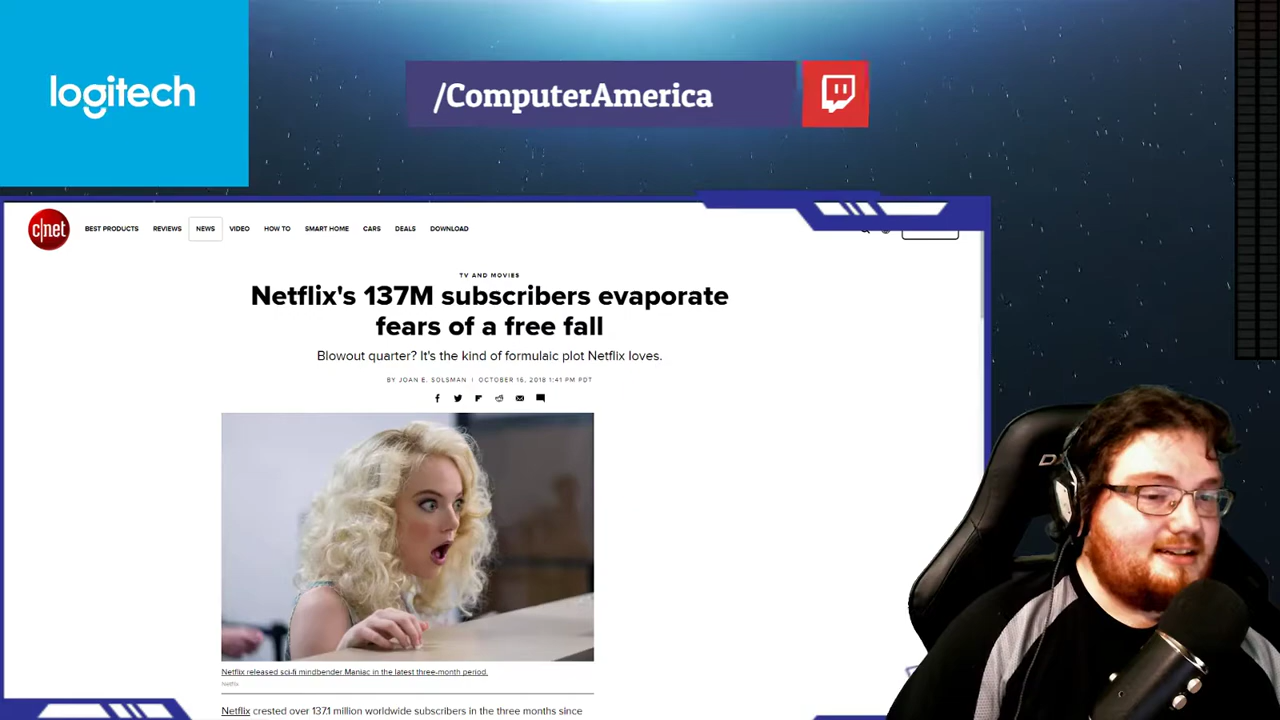 logitech
/ComputerAmerica
c|net
BEST PRODUCTS REVIEWS NEWS VIDEO HOW TO SMART HOME CARS DEALS DOWNLOAD
TV AND MOVIES
Netflix's 137M subscribers evaporate
fears of a free fall
Blowout quarter? It's the kind of formulaic plot Netflix loves.
BY JOAN E. SOLSMAN | OCTOBER 16, 2018 1:41 PM PDT
Netflix released sci-fi mindbender Maniac in the latest three-month period.
Netflix
Netflix crested over 137.1 million worldwide subscribers in the three months since